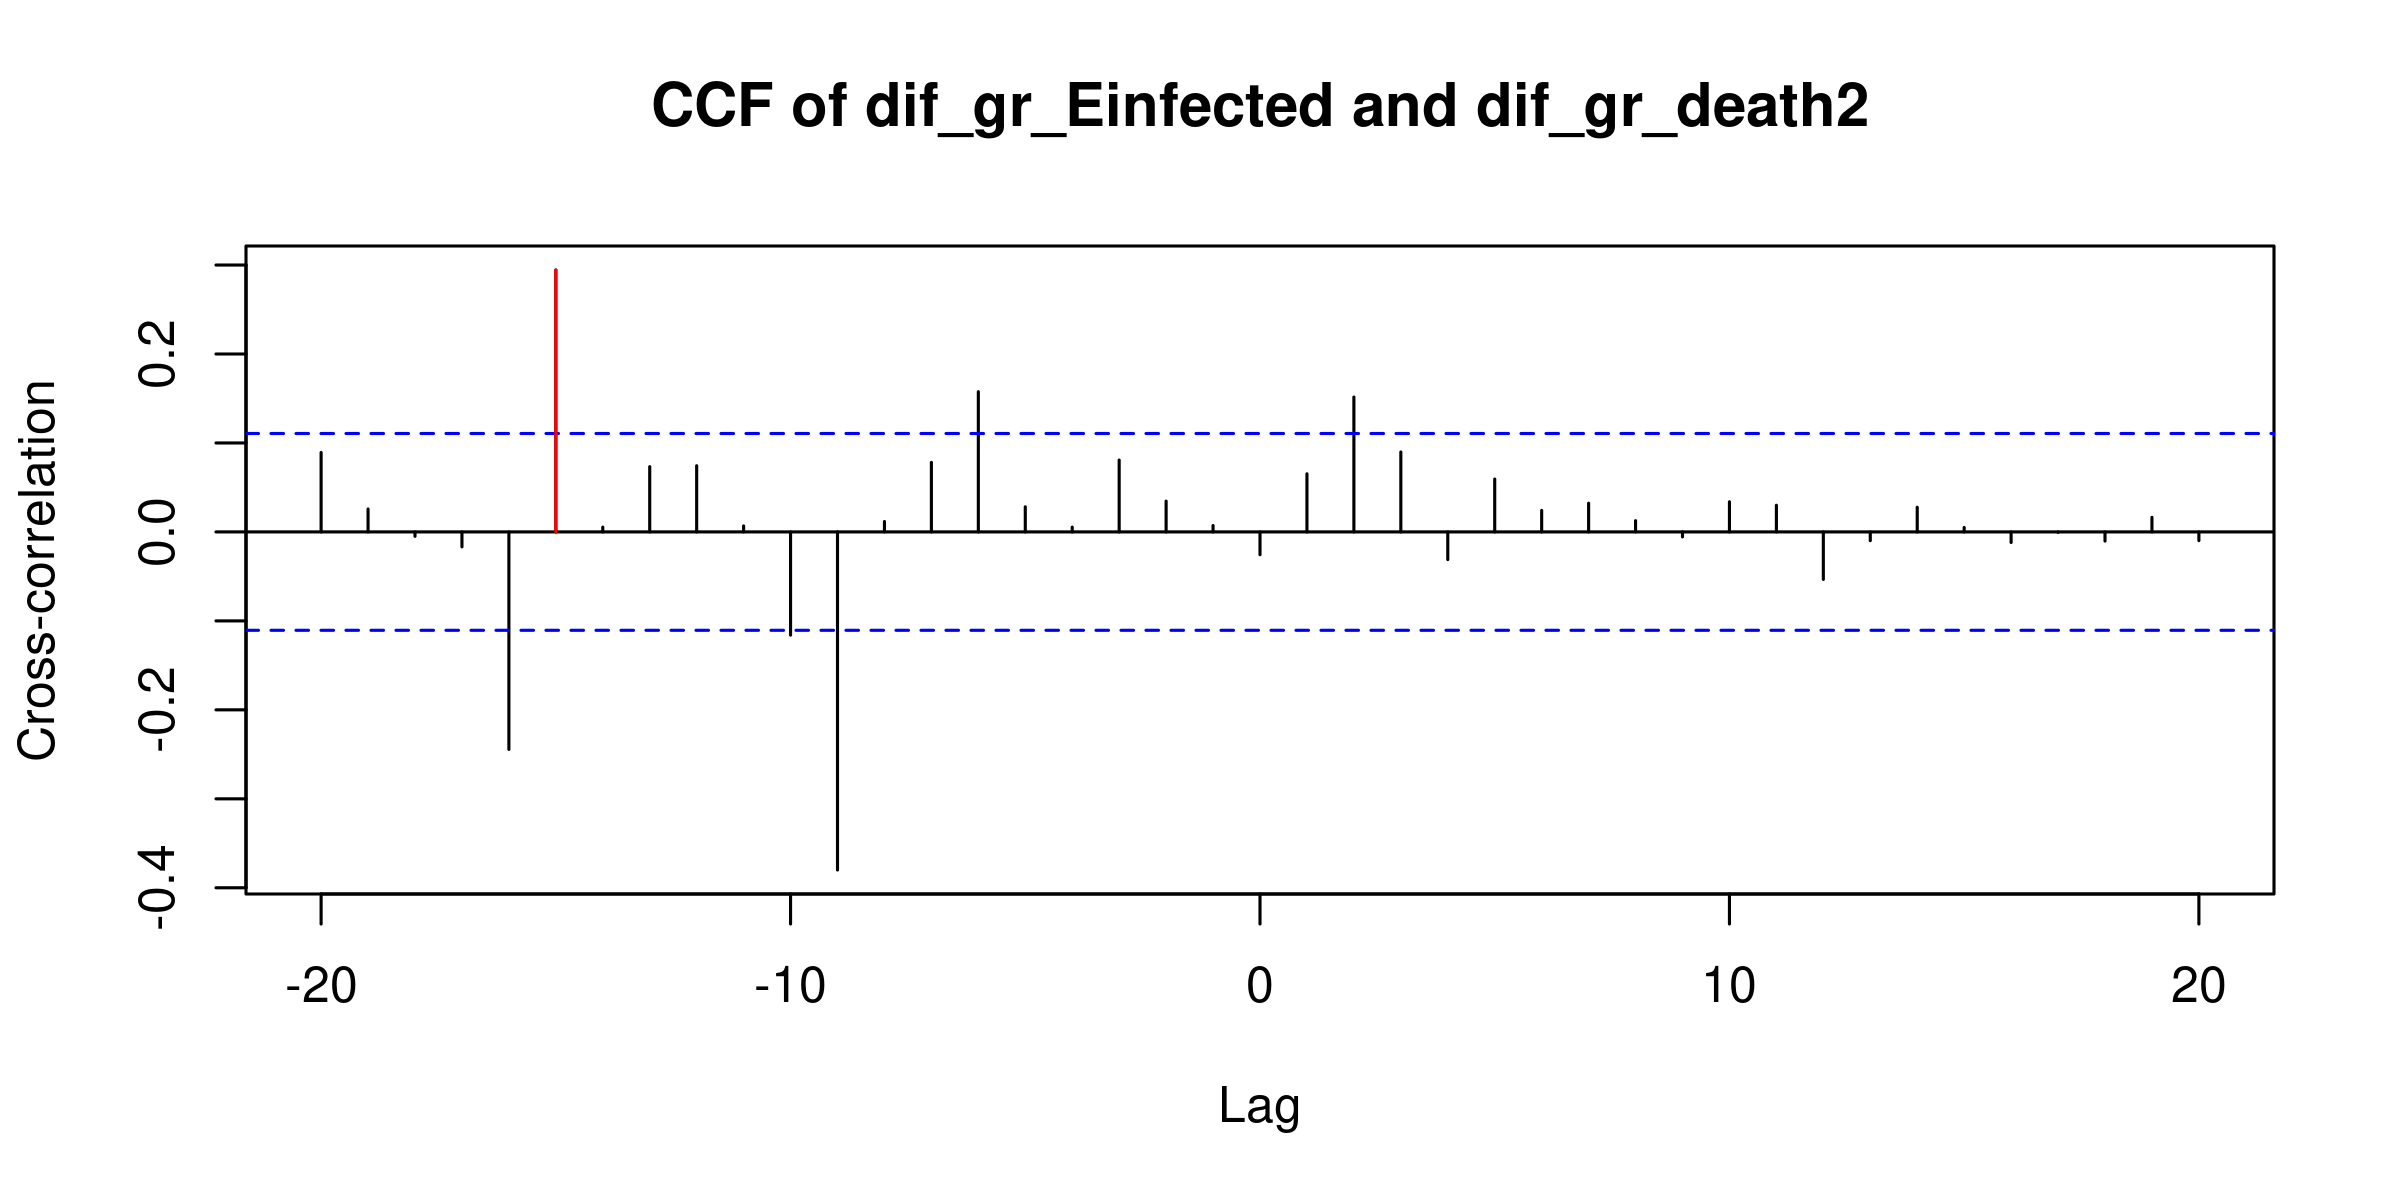 CCF of dif_gr_Einfected and dif_gr_death2
Cross-correlation
0.2
0.0
-0.2
-0.4
-20 -10 0 10 20
Lag